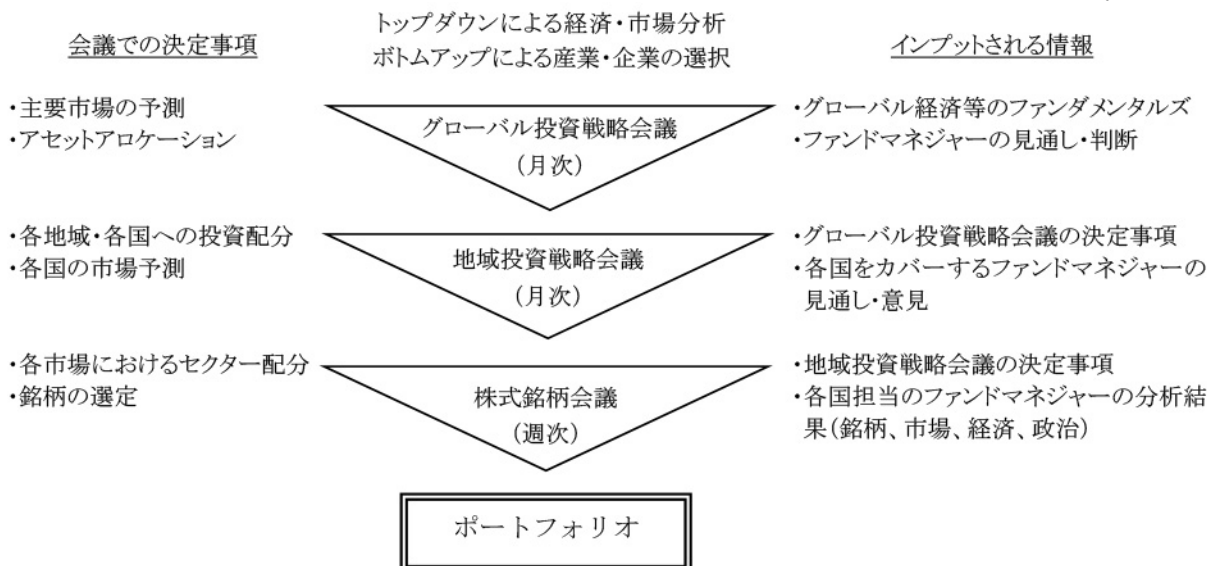 トップダウンによる経済・市場分析
ボトムアップによる産業・企業の選択
会議での決定事項
インプットされる情報
・主要市場の予測
・アセットアロケーション
グローバル投資戦略会議
(月次)
・グローバル経済等のファンダメンタルズ
・ファンドマネジャーの見通し・判断
・各地域・各国への投資配分
・各国の市場予測
地域投資戦略会議
(月次)
・グローバル投資戦略会議の決定事項
・各国をカバーするファンドマネジャーの
見通し・意見
・各市場におけるセクター配分
・銘柄の選定
株式銘柄会議
(週次)
・地域投資戦略会議の決定事項
・各国担当のファンドマネジャーの分析結
果(銘柄、市場、経済、政治)
ポートフォリオ